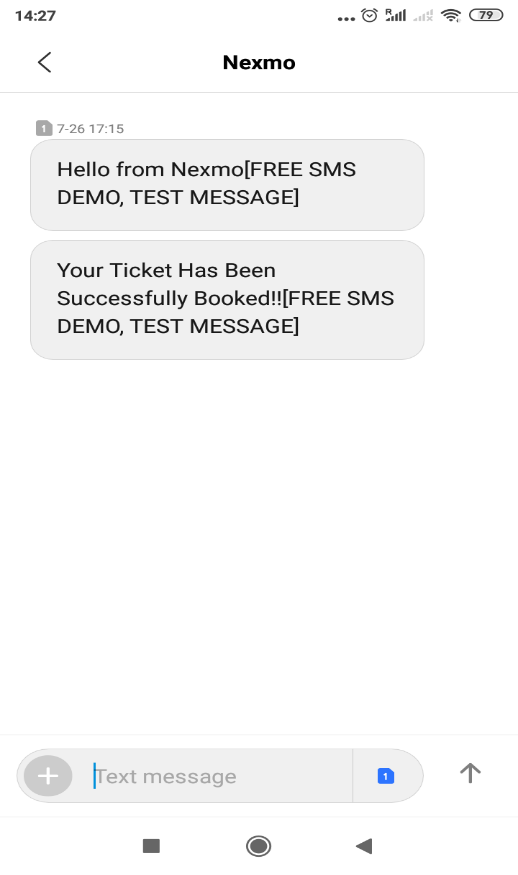 14:27
R
79
Nexmo
1 7-26 17:15
Hello from Nexmo[FREE SMS
DEMO, TEST MESSAGE]
Your Ticket Has Been
Successfully Booked!![FREE SMS
DEMO, TEST MESSAGE]
Text message
1